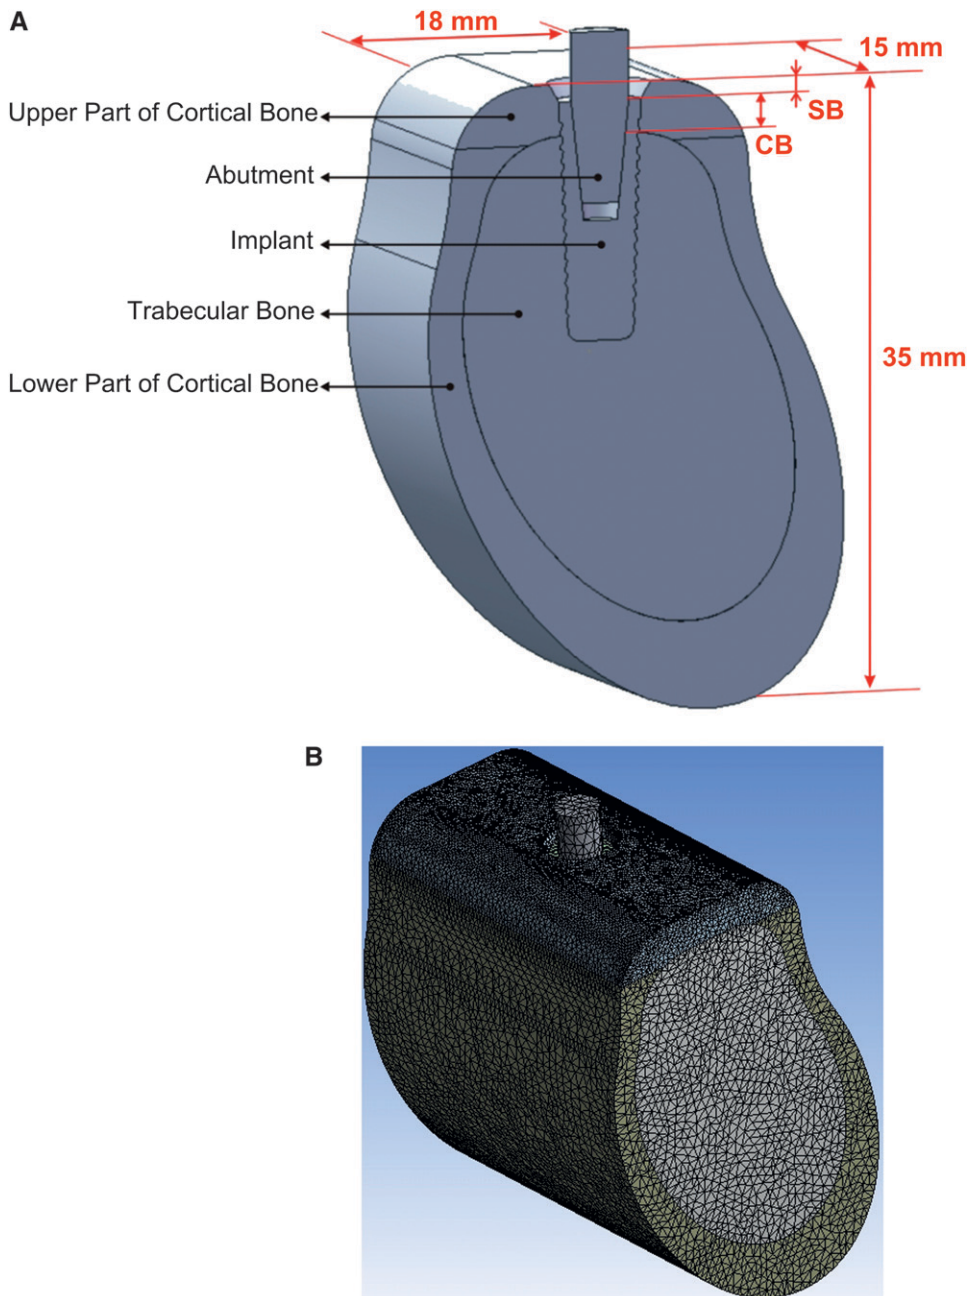 A
18 mm
15 mm
SB
Upper Part of Cortical Bone
CB
Abutment
Implant
Trabecular Bone
35 mm
Lower Part of Cortical Bone
B